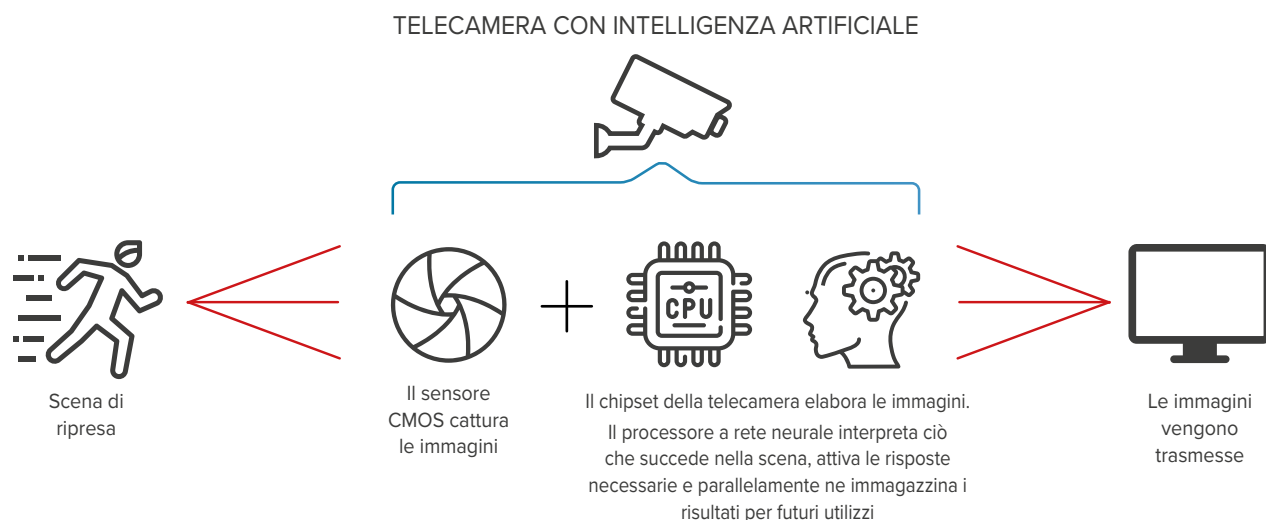 TELECAMERA CON INTELLIGENZA ARTIFICIALE
CPU
Scena di
ripresa
Il sensore
CMOS cattura
le immagini
Il chipset della telecamera elabora le immagini.
Il processore a rete neurale interpreta ciò
che succede nella scena, attiva le risposte
necessarie e parallelamente ne immagazzina i
risultati per futuri utilizzi
Le immagini
vengono
trasmesse